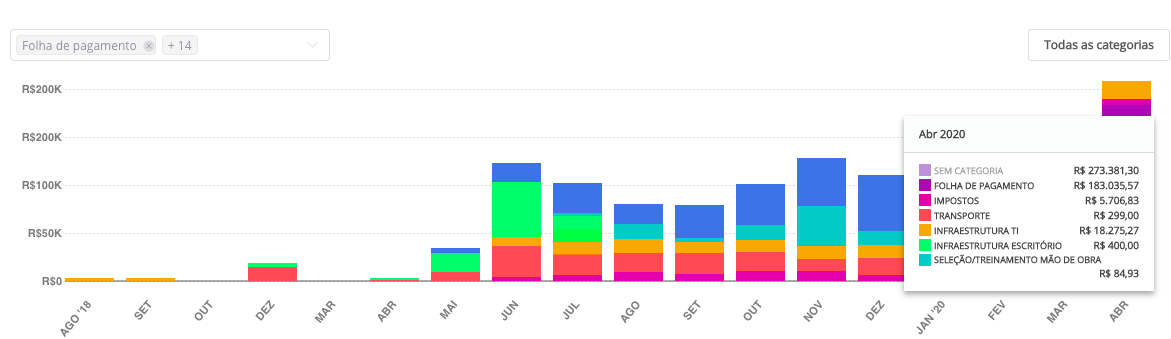 Folha de pagamento
+ 14
Todas as categorias
R$200K
R$200K
R$100K
R$50K
R$0
Abr 2020
SEM CATEGORIA R$ 273.381,30
FOLHA DE PAGAMENTO R$ 183.035,57
IMPOSTOS R$ 5.706,83
TRANSPORTE R$ 299,00
INFRAESTRUTURA TI R$ 18.275,27
INFRAESTRUTURA ESCRITÓRIO R$ 400,00
SELEÇÃO/TREINAMENTO MÃO DE OBRA
R$ 84,93
AGO '18 SET OUT DEZ MAR ABR MAI JUN JUL AGO SET OUT NOV DEZ JAN '20 FEV MAR ABR